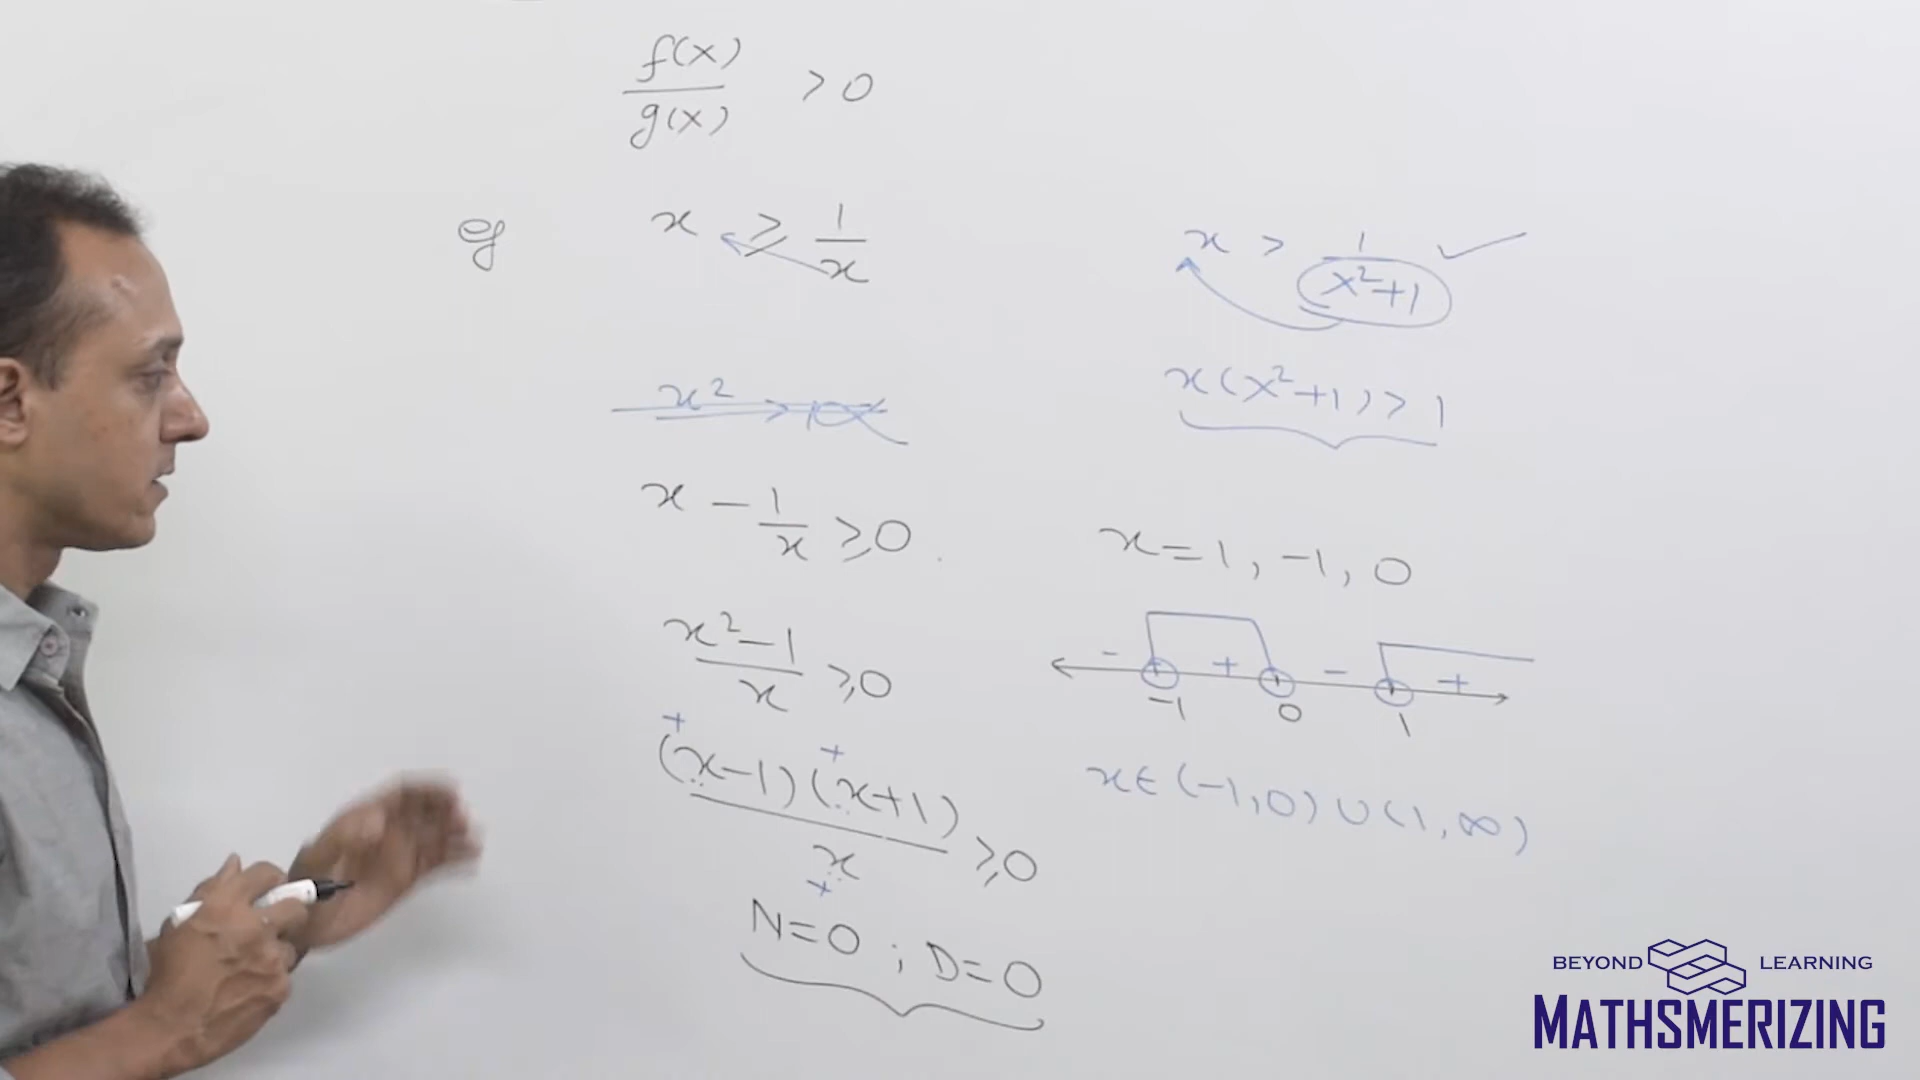 f(x)
g(x)
> 0
eg
x ≥ 1/x
x²
x - 1/x ≥ 0
x² - 1
x
≥ 0
+ +
(x-1)(x+1)
x
≥ 0
+
N=0 ; D=0
x > 1/(x²+1) ✓
x(x²+1) > 1
x = 1, -1, 0
- + - +
-1 0 1
x ∈ (-1,0) ∪ (1,∞)
BEYOND LEARNING
MATHSMERIZING